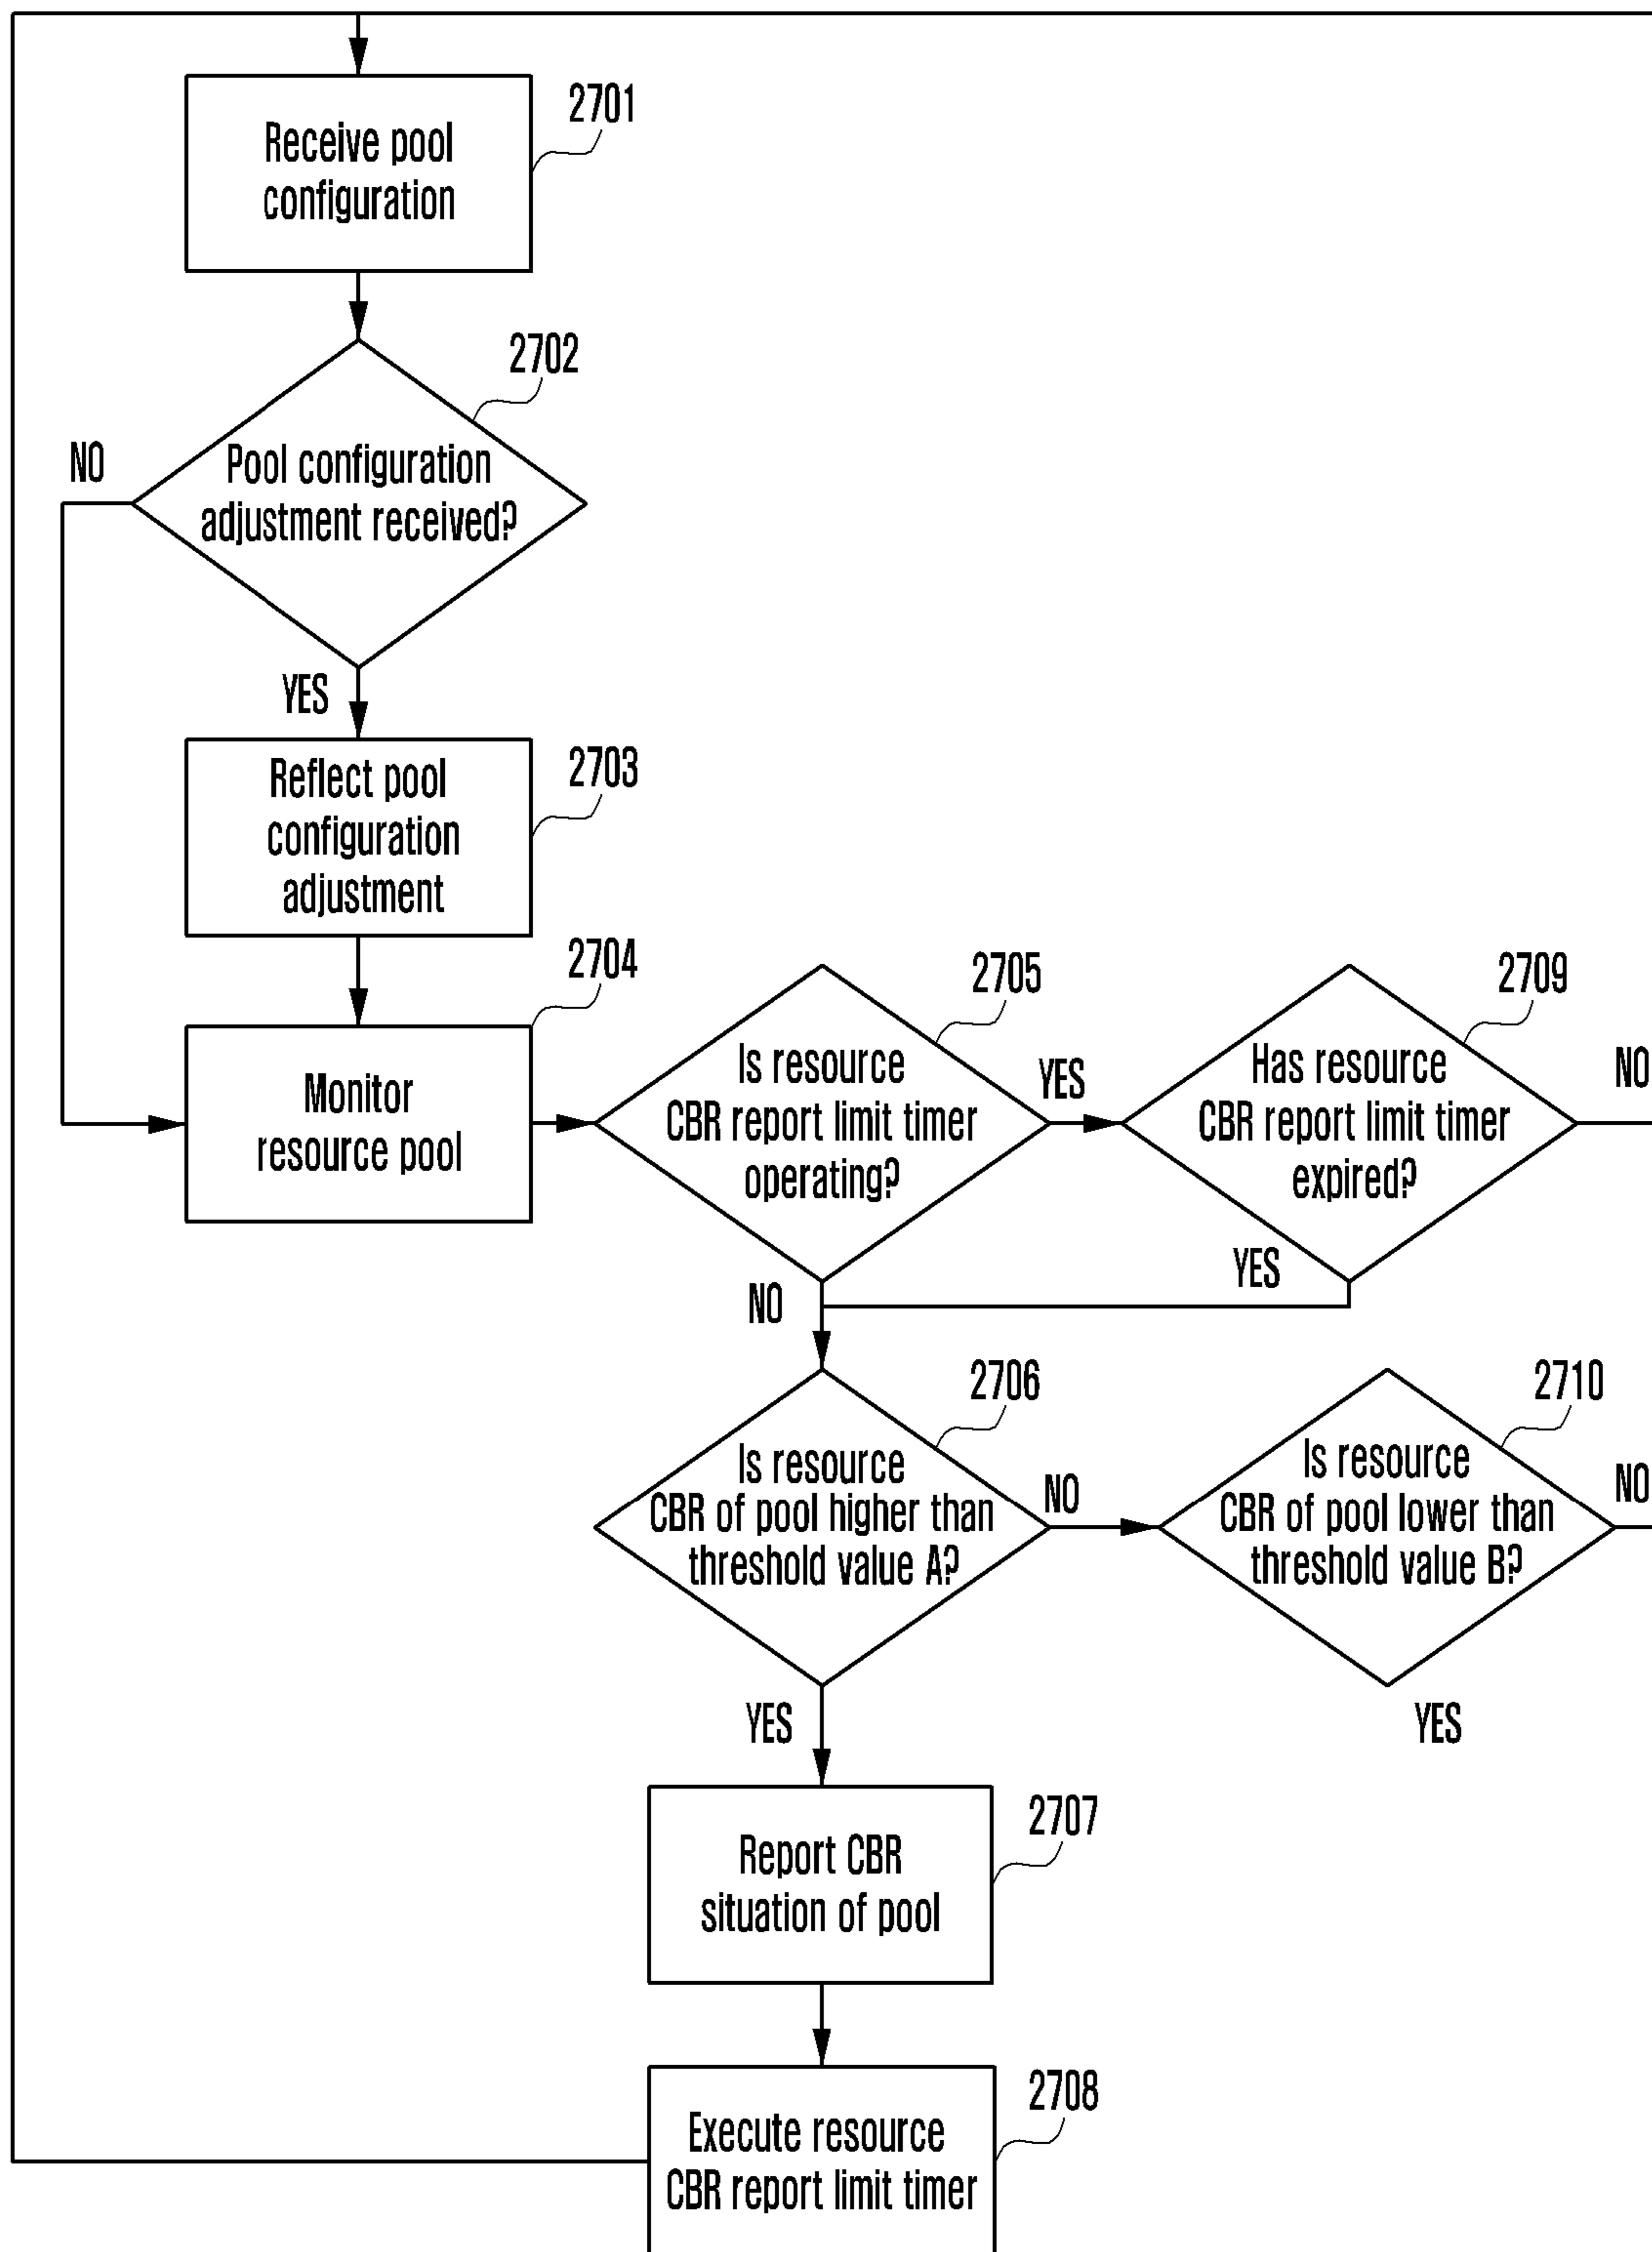 2701
Receive pool
configuration
2702
NO
Pool configuration
adjustment received?
YES
2703
Reflect pool
configuration
adjustment
2704
Monitor
resource pool
2705
Is resource
CBR report limit timer
operating?
YES
2709
Has resource
CBR report limit timer
expired?
NO
YES
NO
2706
Is resource
CBR of pool higher than
threshold value A?
NO
2710
Is resource
CBR of pool lower than
threshold value B?
NO
YES
YES
2707
Report CBR
situation of pool
2708
Execute resource
CBR report limit timer